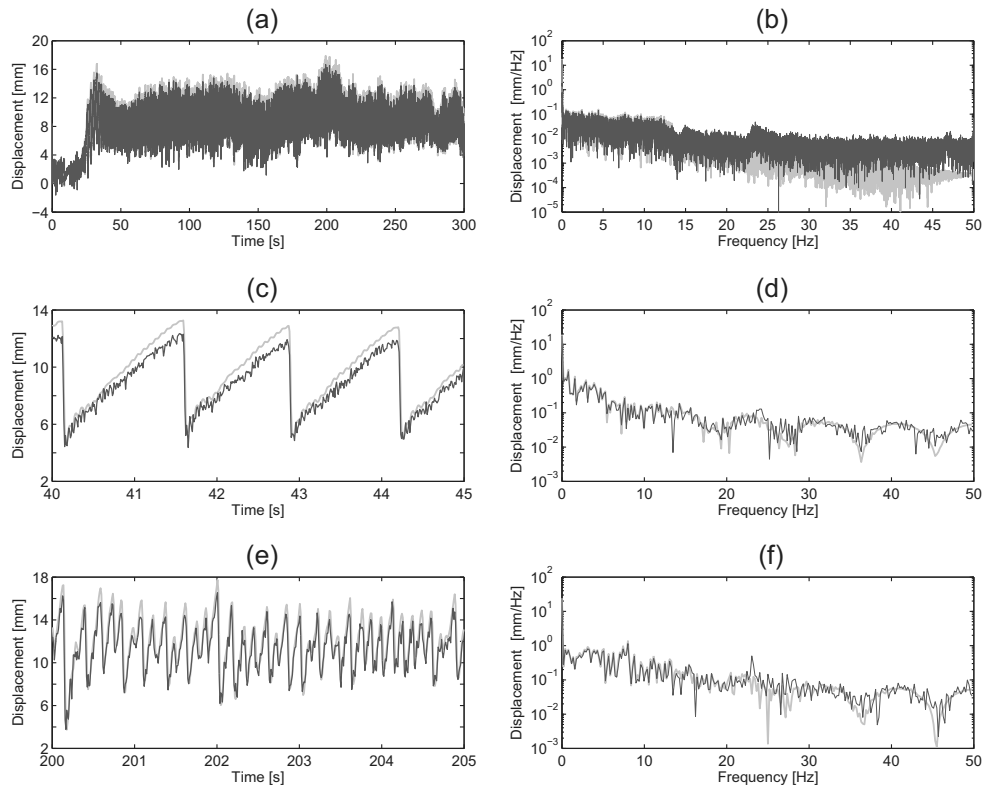 (a)
Displacement [mm]
20
16
12
8
4
0
−4
0 50 100 150 200 250 300
Time [s]
(b)
Displacement [mm/Hz]
10^2
10^1
10^0
10^−1
10^−2
10^−3
10^−4
10^−5
0 5 10 15 20 25 30 35 40 45 50
Frequency [Hz]
(c)
Displacement [mm]
14
10
6
2
40 41 42 43 44 45
Time [s]
(d)
Displacement [mm/Hz]
10^2
10^1
10^0
10^−1
10^−2
10^−3
0 10 20 30 40 50
Frequency [Hz]
(e)
Displacement [mm]
18
14
10
6
2
200 201 202 203 204 205
Time [s]
(f)
Displacement [mm/Hz]
10^2
10^1
10^0
10^−1
10^−2
10^−3
0 10 20 30 40 50
Frequency [Hz]